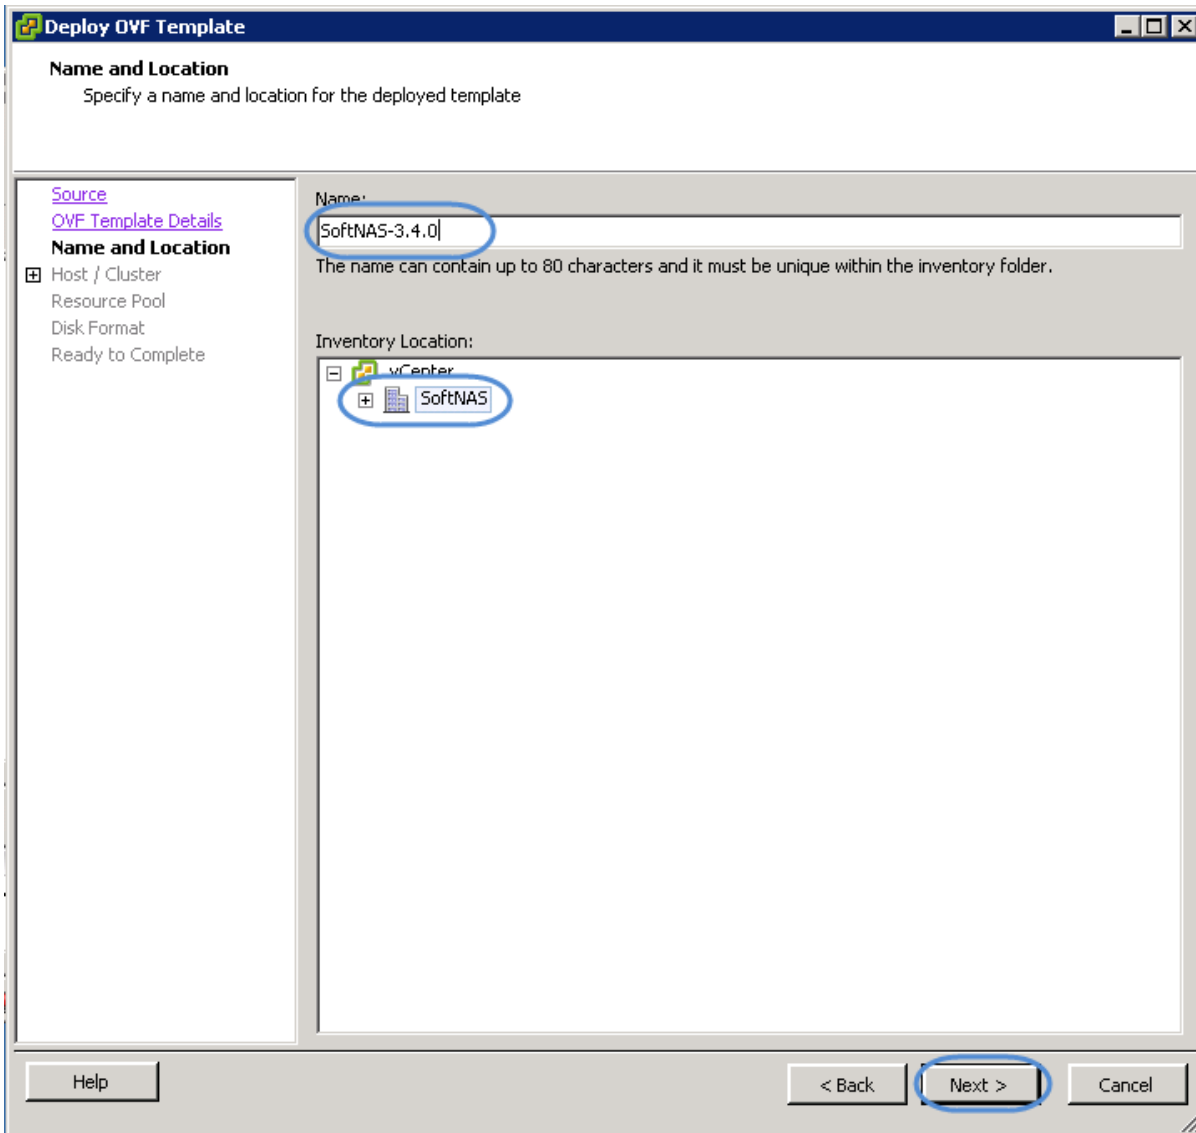 Deploy OVF Template
Name and Location
Specify a name and location for the deployed template
Source
OVF Template Details
Name and Location
Host / Cluster
Resource Pool
Disk Format
Ready to Complete
Name:
SoftNAS-3.4.0
The name can contain up to 80 characters and it must be unique within the inventory folder.
Inventory Location:
vCenter
SoftNAS
Help
< Back
Next >
Cancel